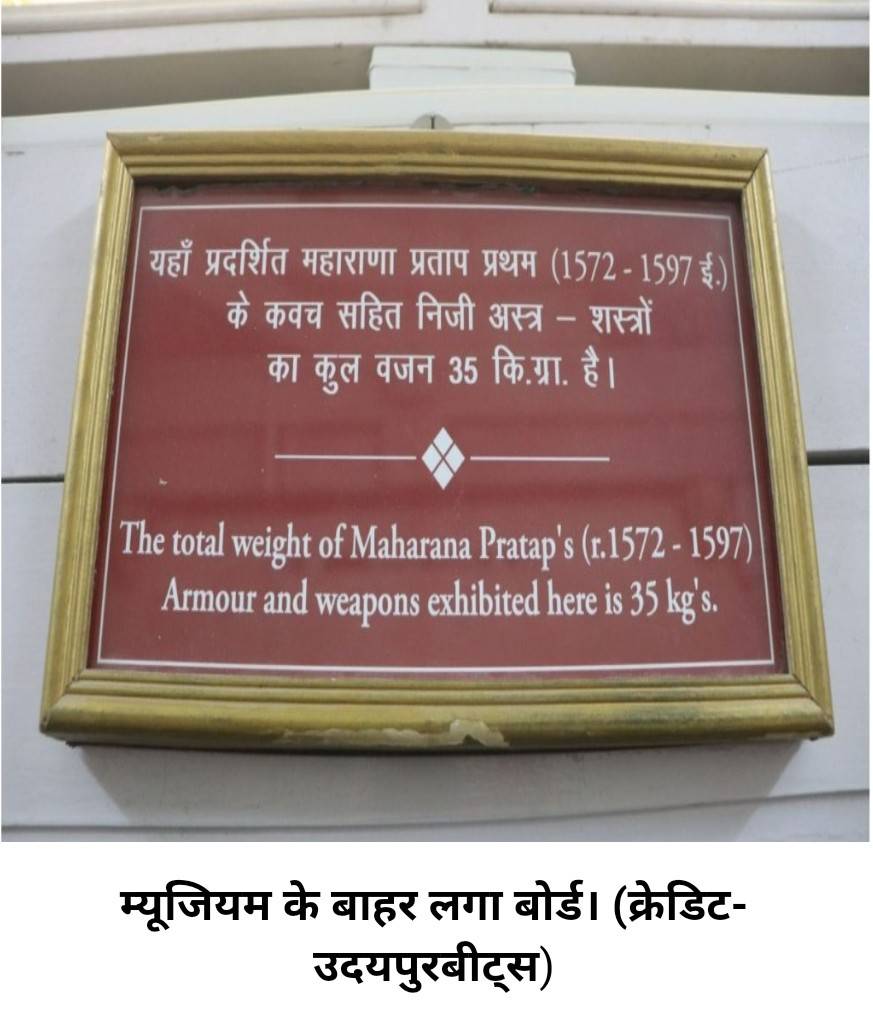 यहाँ प्रदर्शित महाराणा प्रताप प्रथम (1572 - 1597 ई.)
के कवच सहित निजी अस्त्र – शस्त्रों
का कुल वजन 35 कि.ग्रा. है।
The total weight of Maharana Pratap's (r.1572 - 1597)
Armour and weapons exhibited here is 35 kg's.
म्यूजियम के बाहर लगा बोर्ड। (क्रेडिट-
उदयपुरबीट्स)